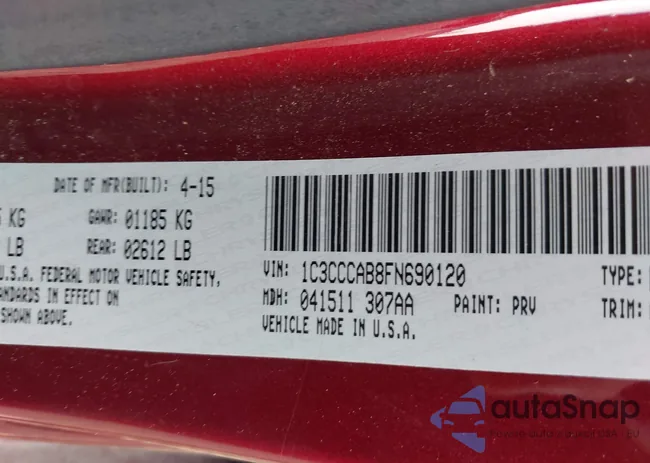 DATE OF MFR(BUILT): 4-15
KG GAWR: 01185 KG
LB REAR: 02612 LB
U.S.A. FEDERAL MOTOR VEHICLE SAFETY,
ANDARDS IN EFFECT ON
SHOWN ABOVE.
VIN: 1C3CCCAB8FN690120 TYPE:
MDH: 041511 307AA PAINT: PRV TRIM:
VEHICLE MADE IN U.S.A.
autoSnap